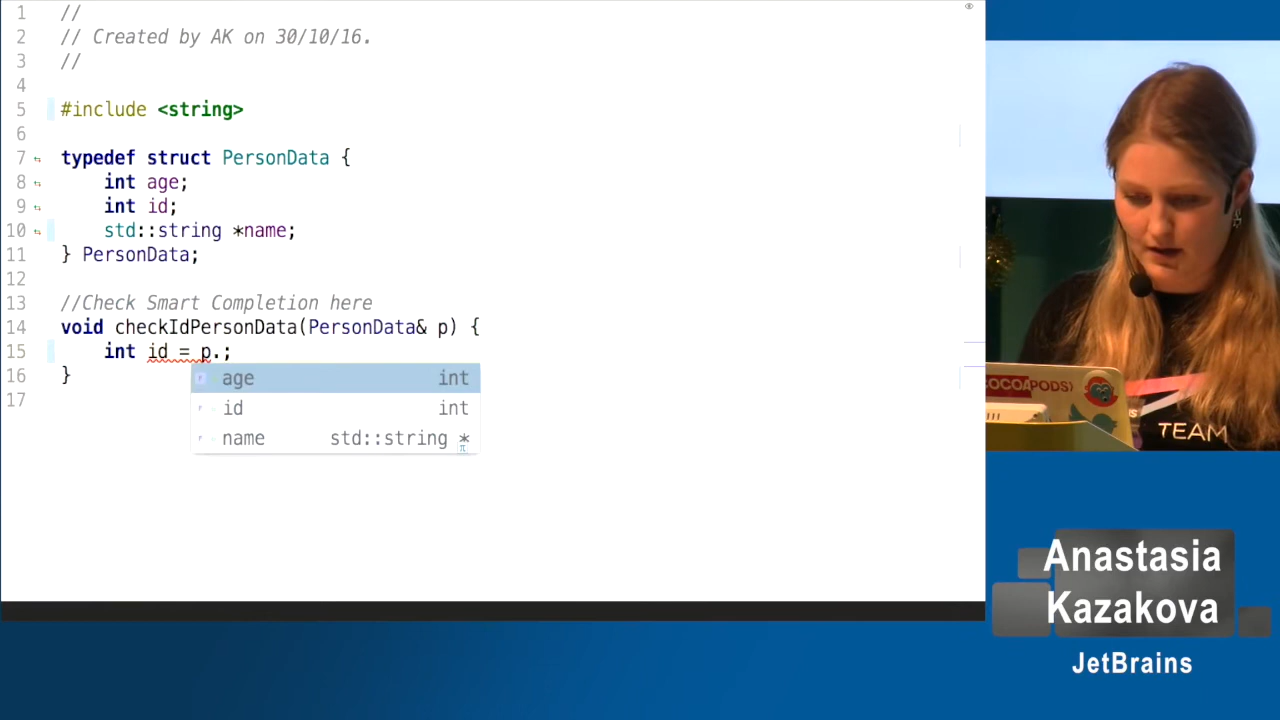 1 //
2 // Created by AK on 30/10/16.
3 //
4
5 #include <string>
6
7 typedef struct PersonData {
8 int age;
9 int id;
10 std::string *name;
11 } PersonData;
12
13 //Check Smart Completion here
14 void checkIdPersonData(PersonData& p) {
15 int id = p.;
16 }
17
age int
id int
name std::string *
π
COCOAPODS
TEAM
Anastasia
Kazakova
JetBrains